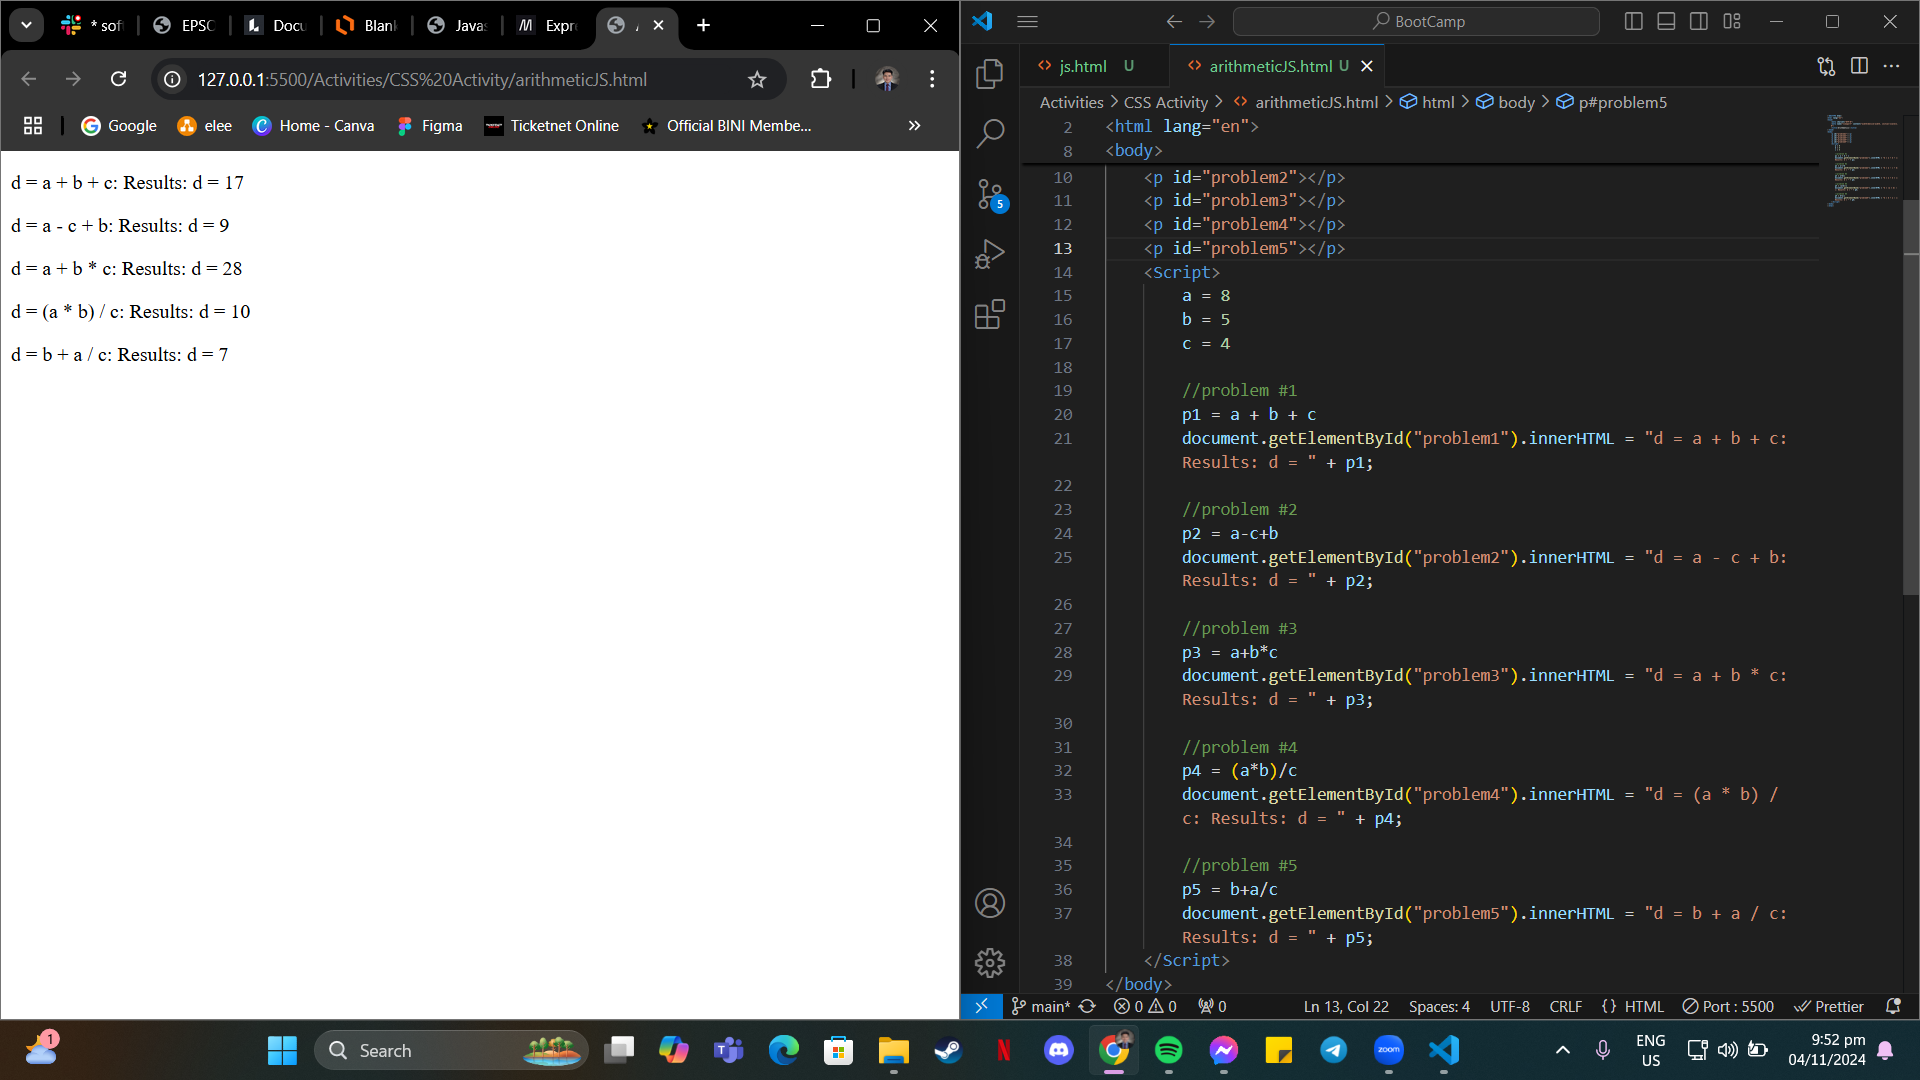 * soft
EPSC
Docu
Blank
Javas
Expre
127.0.0.1:5500/Activities/CSS%20Activity/arithmeticJS.html
Google
elee
Home - Canva
Figma
Ticketnet Online
Official BINI Membe...
d = a + b + c: Results: d = 17
d = a - c + b: Results: d = 9
d = a + b * c: Results: d = 28
d = (a * b) / c: Results: d = 10
d = b + a / c: Results: d = 7
BootCamp
js.html U
arithmeticJS.html U
Activities > CSS Activity > arithmeticJS.html > html > body > p#problem5
2 <html lang="en">
8 <body>
10 <p id="problem2"></p>
11 <p id="problem3"></p>
12 <p id="problem4"></p>
13 <p id="problem5"></p>
14 <Script>
15 a = 8
16 b = 5
17 c = 4
18
19 //problem #1
20 p1 = a + b + c
21 document.getElementById("problem1").innerHTML = "d = a + b + c:
Results: d = " + p1;
22
23 //problem #2
24 p2 = a-c+b
25 document.getElementById("problem2").innerHTML = "d = a - c + b:
Results: d = " + p2;
26
27 //problem #3
28 p3 = a+b*c
29 document.getElementById("problem3").innerHTML = "d = a + b * c:
Results: d = " + p3;
30
31 //problem #4
32 p4 = (a*b)/c
33 document.getElementById("problem4").innerHTML = "d = (a * b) /
c: Results: d = " + p4;
34
35 //problem #5
36 p5 = b+a/c
37 document.getElementById("problem5").innerHTML = "d = b + a / c:
Results: d = " + p5;
38 </Script>
39 </body>
5
main* 0 0 0
Ln 13, Col 22 Spaces: 4 UTF-8 CRLF {} HTML Port : 5500 Prettier
1
Search
zoom
ENG
US
9:52 pm
04/11/2024